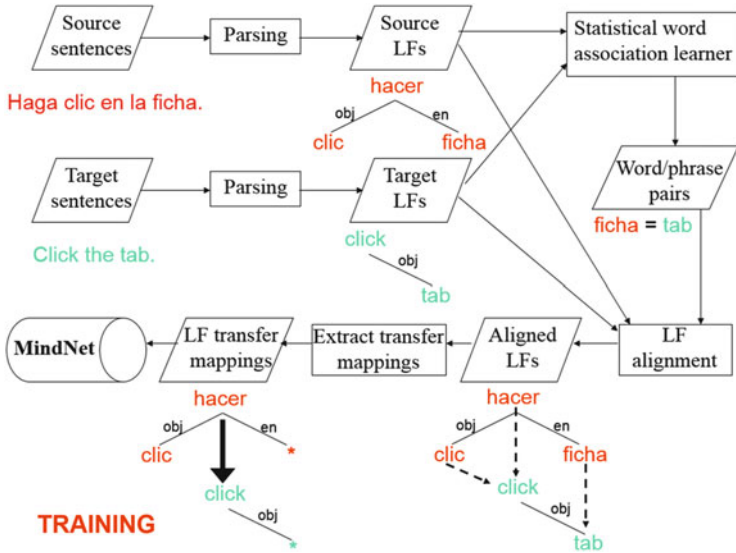 Source
sentences
Parsing
Source
LFs
Statistical word
association learner
Haga clic en la ficha.
hacer
obj
en
clic
ficha
Target
sentences
Parsing
Target
LFs
Word/phrase
pairs
ficha = tab
Click the tab.
click
obj
tab
MindNet
LF transfer
mappings
Extract transfer
mappings
Aligned
LFs
LF
alignment
hacer
obj
en
clic
*
click
obj
*
hacer
obj
en
clic
ficha
click
obj
tab
TRAINING